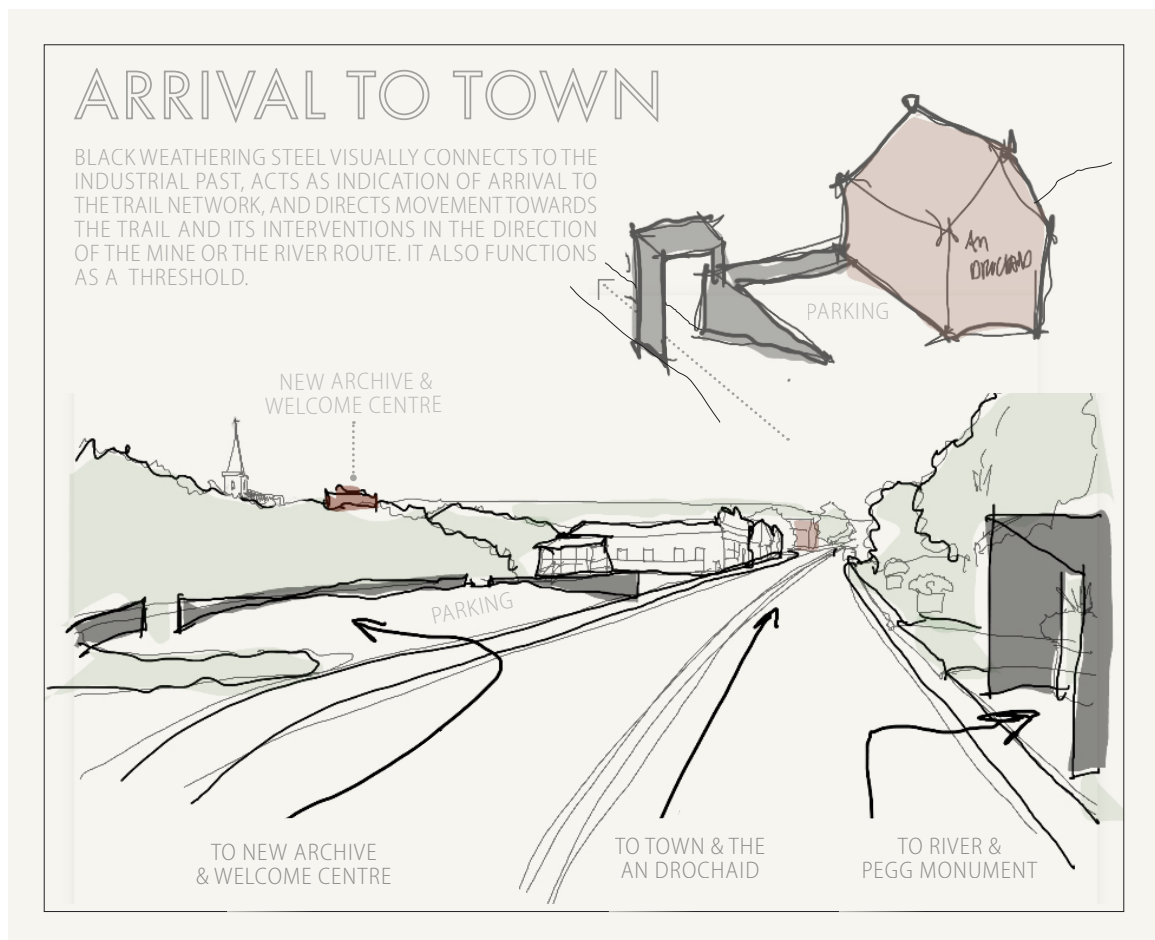 ARRIVAL TO TOWN
BLACK WEATHERING STEEL VISUALLY CONNECTS TO THE
INDUSTRIAL PAST, ACTS AS INDICATION OF ARRIVAL TO
THE TRAIL NETWORK, AND DIRECTS MOVEMENT TOWARDS
THE TRAIL AND ITS INTERVENTIONS IN THE DIRECTION
OF THE MINE OR THE RIVER ROUTE. IT ALSO FUNCTIONS
AS A THRESHOLD.
AN
DROCHAID
PARKING
NEW ARCHIVE &
WELCOME CENTRE
PARKING
TO NEW ARCHIVE
& WELCOME CENTRE
TO TOWN & THE
AN DROCHAID
TO RIVER &
PEGG MONUMENT